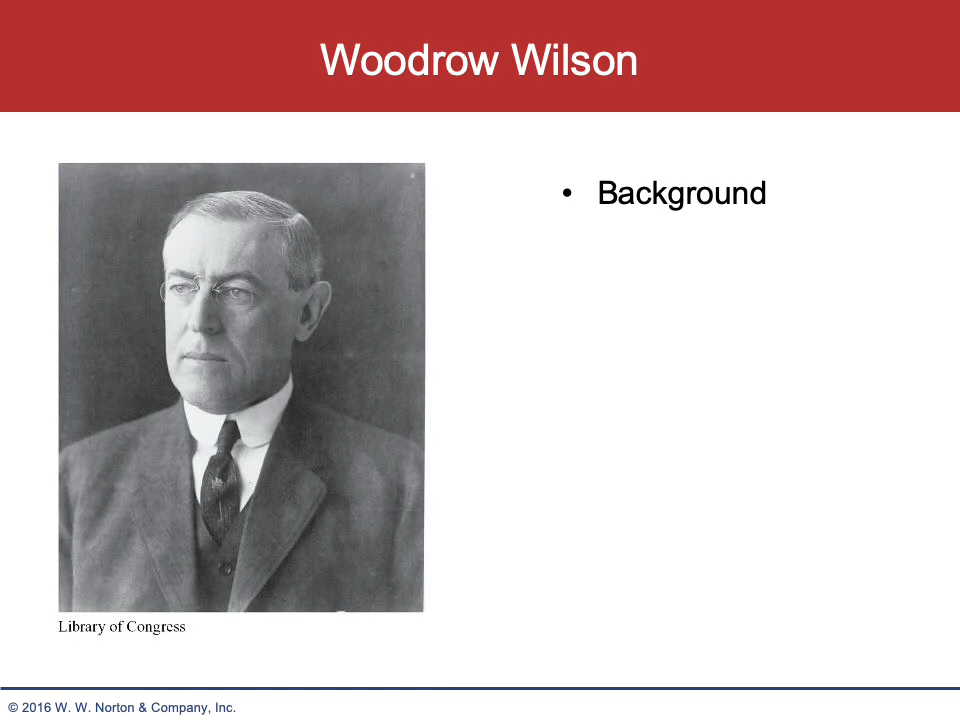 Woodrow Wilson
• Background
Library of Congress
© 2016 W. W. Norton & Company, Inc.